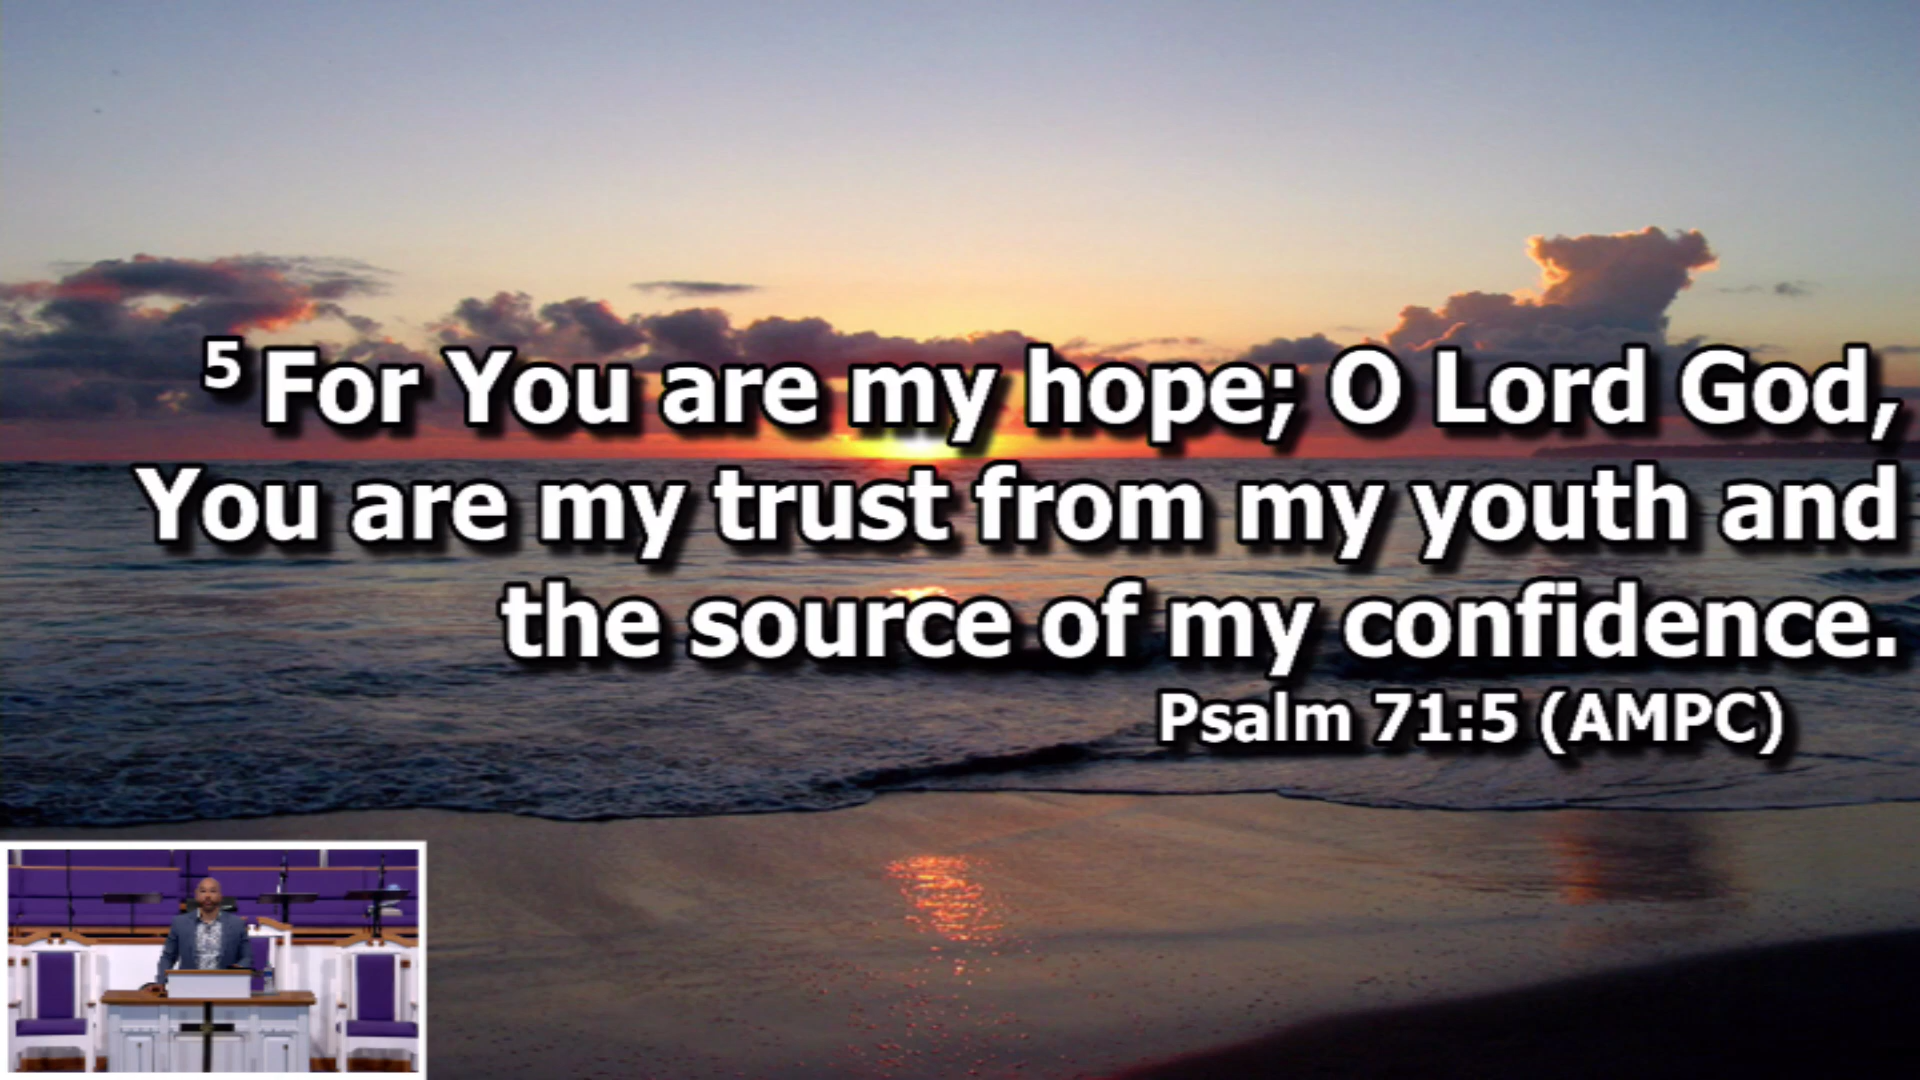 5 For You are my hope; O Lord God,
You are my trust from my youth and
the source of my confidence.
Psalm 71:5 (AMPC)